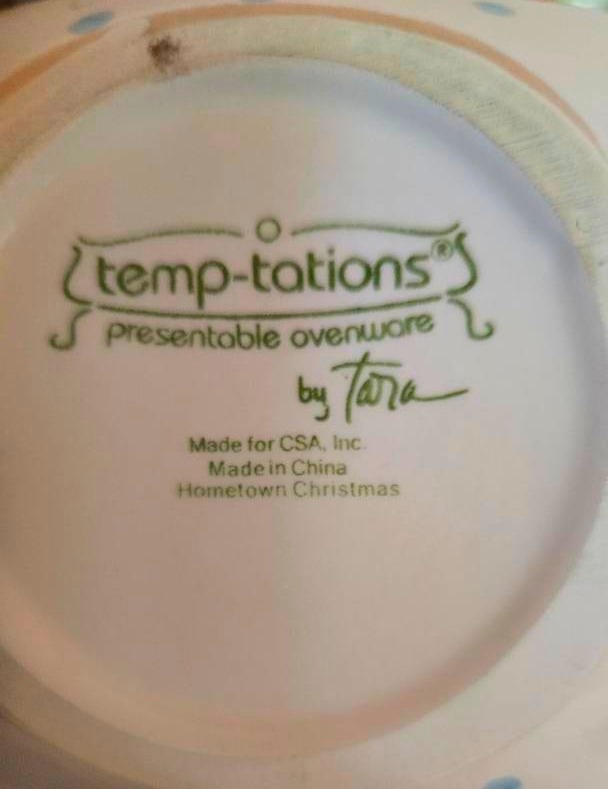 temp-tations®
presentable ovenware
by Tara
Made for CSA, Inc.
Made in China
Hometown Christmas